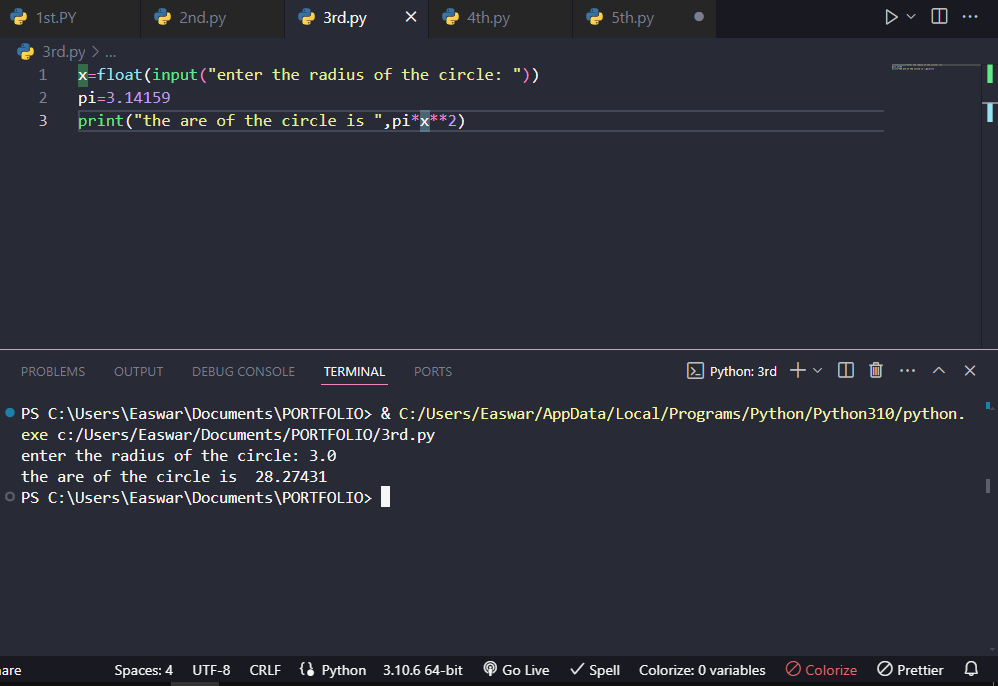 1st.PY 2nd.py 3rd.py 4th.py 5th.py
3rd.py > ...
1 x=float(input("enter the radius of the circle: "))
2 pi=3.14159
3 print("the are of the circle is ",pi*x**2)
PROBLEMS OUTPUT DEBUG CONSOLE TERMINAL PORTS Python: 3rd
PS C:\Users\Easwar\Documents\PORTFOLIO> & C:/Users/Easwar/AppData/Local/Programs/Python/Python310/python.
exe c:/Users/Easwar/Documents/PORTFOLIO/3rd.py
enter the radius of the circle: 3.0
the are of the circle is  28.27431
PS C:\Users\Easwar\Documents\PORTFOLIO>
Spaces: 4 UTF-8 CRLF Python 3.10.6 64-bit Go Live Spell Colorize: 0 variables Colorize Prettier